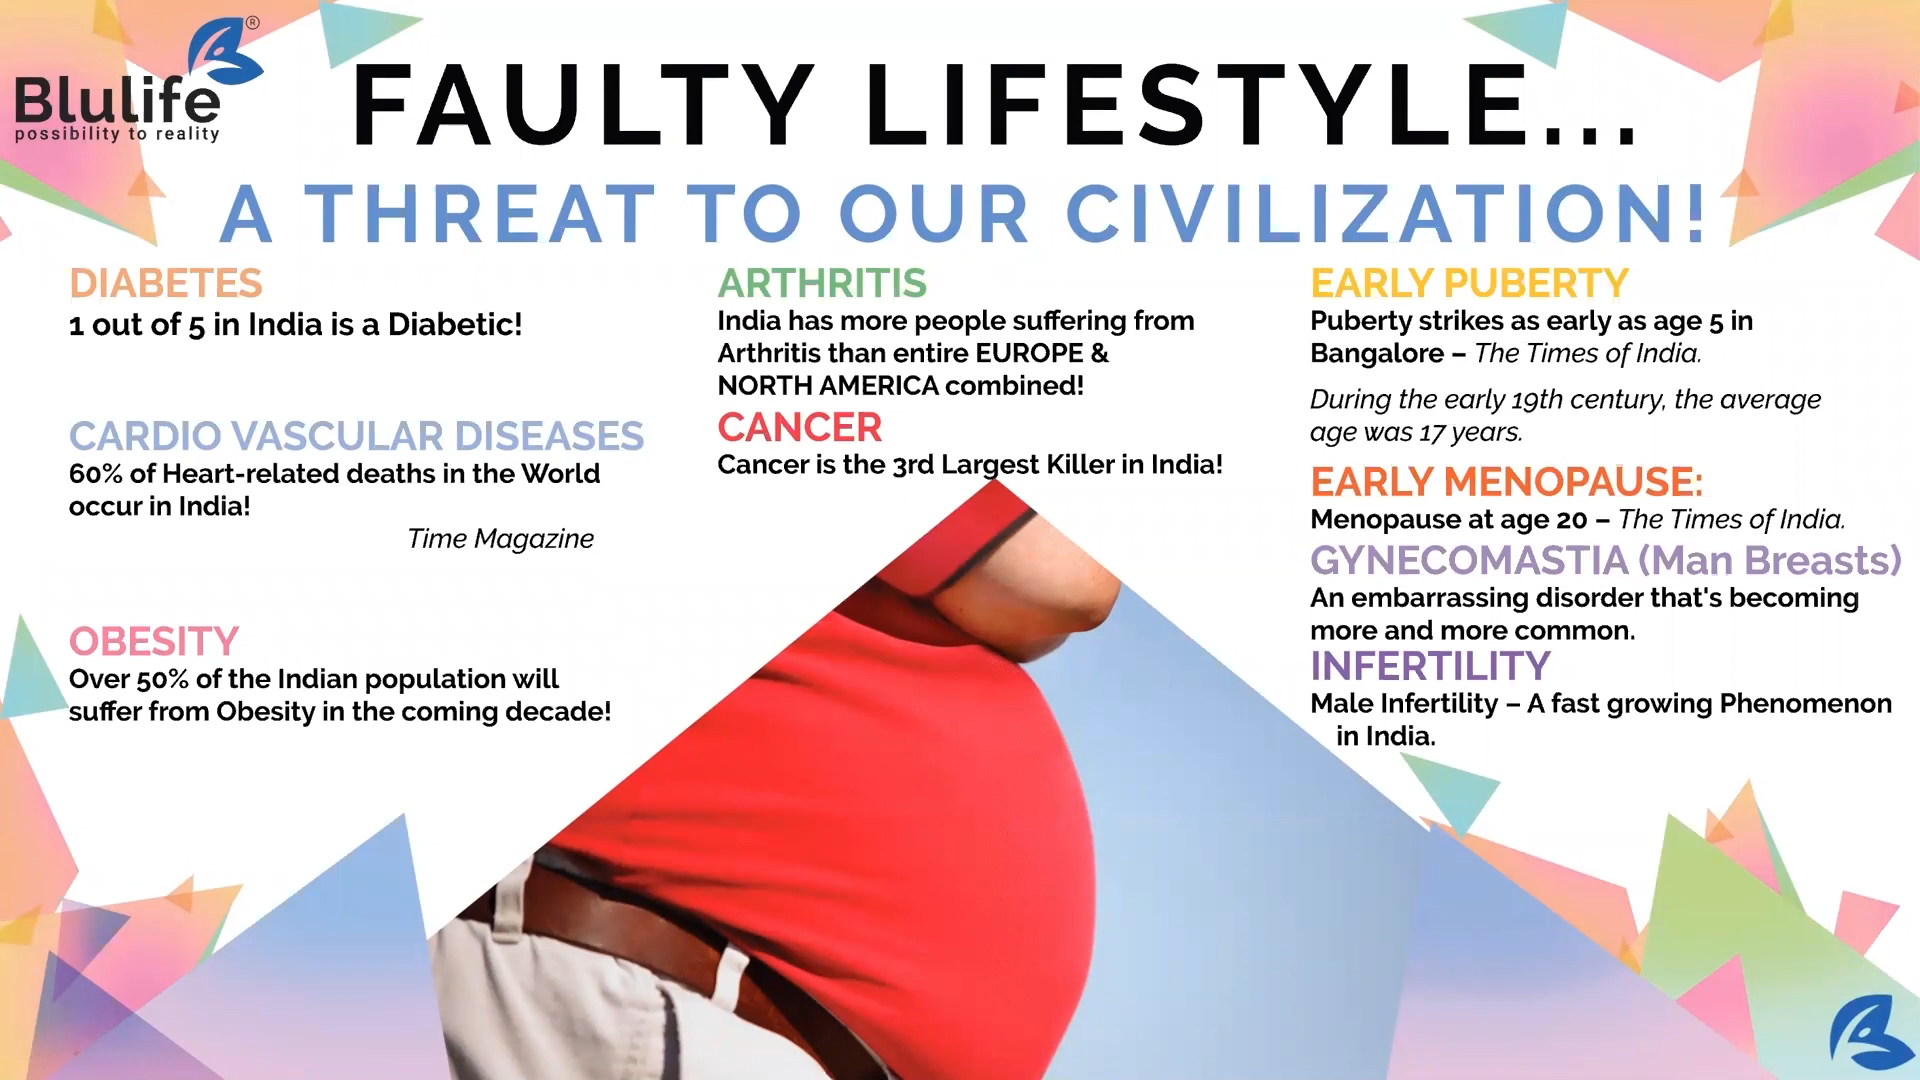 Blulife®
possibility to reality
FAULTY LIFESTYLE...
A THREAT TO OUR CIVILIZATION!
DIABETES
1 out of 5 in India is a Diabetic!
CARDIO VASCULAR DISEASES
60% of Heart-related deaths in the World
occur in India!
Time Magazine
OBESITY
Over 50% of the Indian population will
suffer from Obesity in the coming decade!
ARTHRITIS
India has more people suffering from
Arthritis than entire EUROPE &
NORTH AMERICA combined!
CANCER
Cancer is the 3rd Largest Killer in India!
EARLY PUBERTY
Puberty strikes as early as age 5 in
Bangalore – The Times of India.
During the early 19th century, the average
age was 17 years.
EARLY MENOPAUSE:
Menopause at age 20 – The Times of India.
GYNECOMASTIA (Man Breasts)
An embarrassing disorder that's becoming
more and more common.
INFERTILITY
Male Infertility – A fast growing Phenomenon
in India.